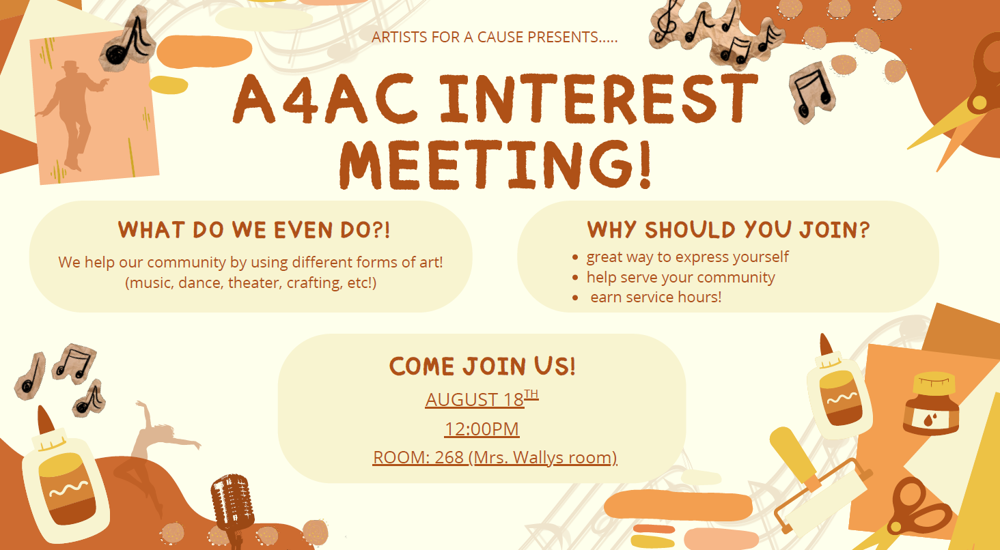 ARTISTS FOR A CAUSE PRESENTS.....
A4AC INTEREST
MEETING!
WHAT DO WE EVEN DO?!
We help our community by using different forms of art!
(music, dance, theater, crafting, etc!)
WHY SHOULD YOU JOIN?
• great way to express yourself
• help serve your community
• earn service hours!
COME JOIN US!
AUGUST 18TH
12:00PM
ROOM: 268 (Mrs. Wallys room)